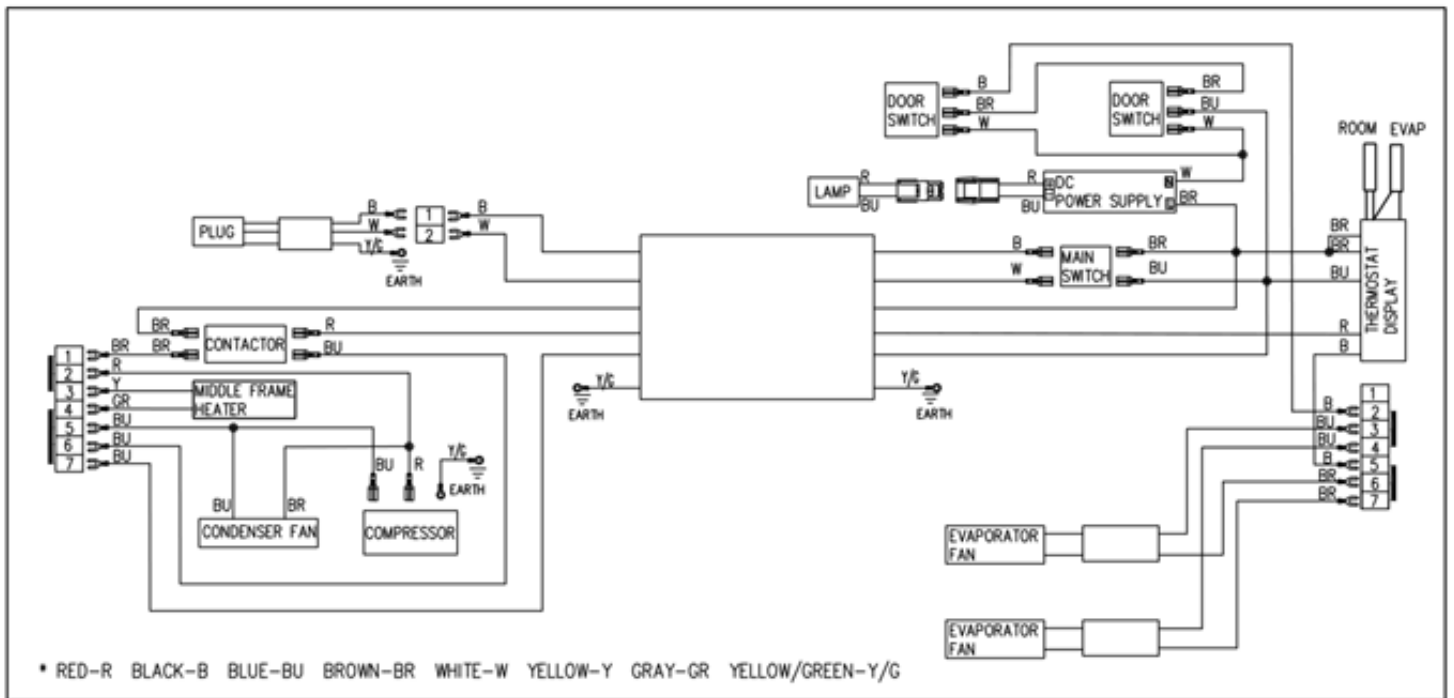 B
BR
W
DOOR
SWITCH
BR
BU
W
DOOR
SWITCH
ROOM EVAP
LAMP
R
BU
R
BU
DC
POWER SUPPLY
N
L
W
BR
PLUG
B
W
Y/G
EARTH
1
2
B
W
B
W
MAIN
SWITCH
BR
BU
BR
BR
BU
R
B
THERMOSTAT
DISPLAY
BR
BR
CONTACTOR
R
BU
1
2
3
4
5
6
7
BR
R
Y
GR
BU
BU
BU
MIDDLE FRAME
HEATER
Y/G
EARTH
Y/G
EARTH
BU
BR
CONDENSER FAN
BU
R
Y/G
EARTH
COMPRESSOR
1
2
3
4
5
6
7
B
BU
BU
B
BR
BR
EVAPORATOR
FAN
EVAPORATOR
FAN
* RED-R BLACK-B BLUE-BU BROWN-BR WHITE-W YELLOW-Y GRAY-GR YELLOW/GREEN-Y/G